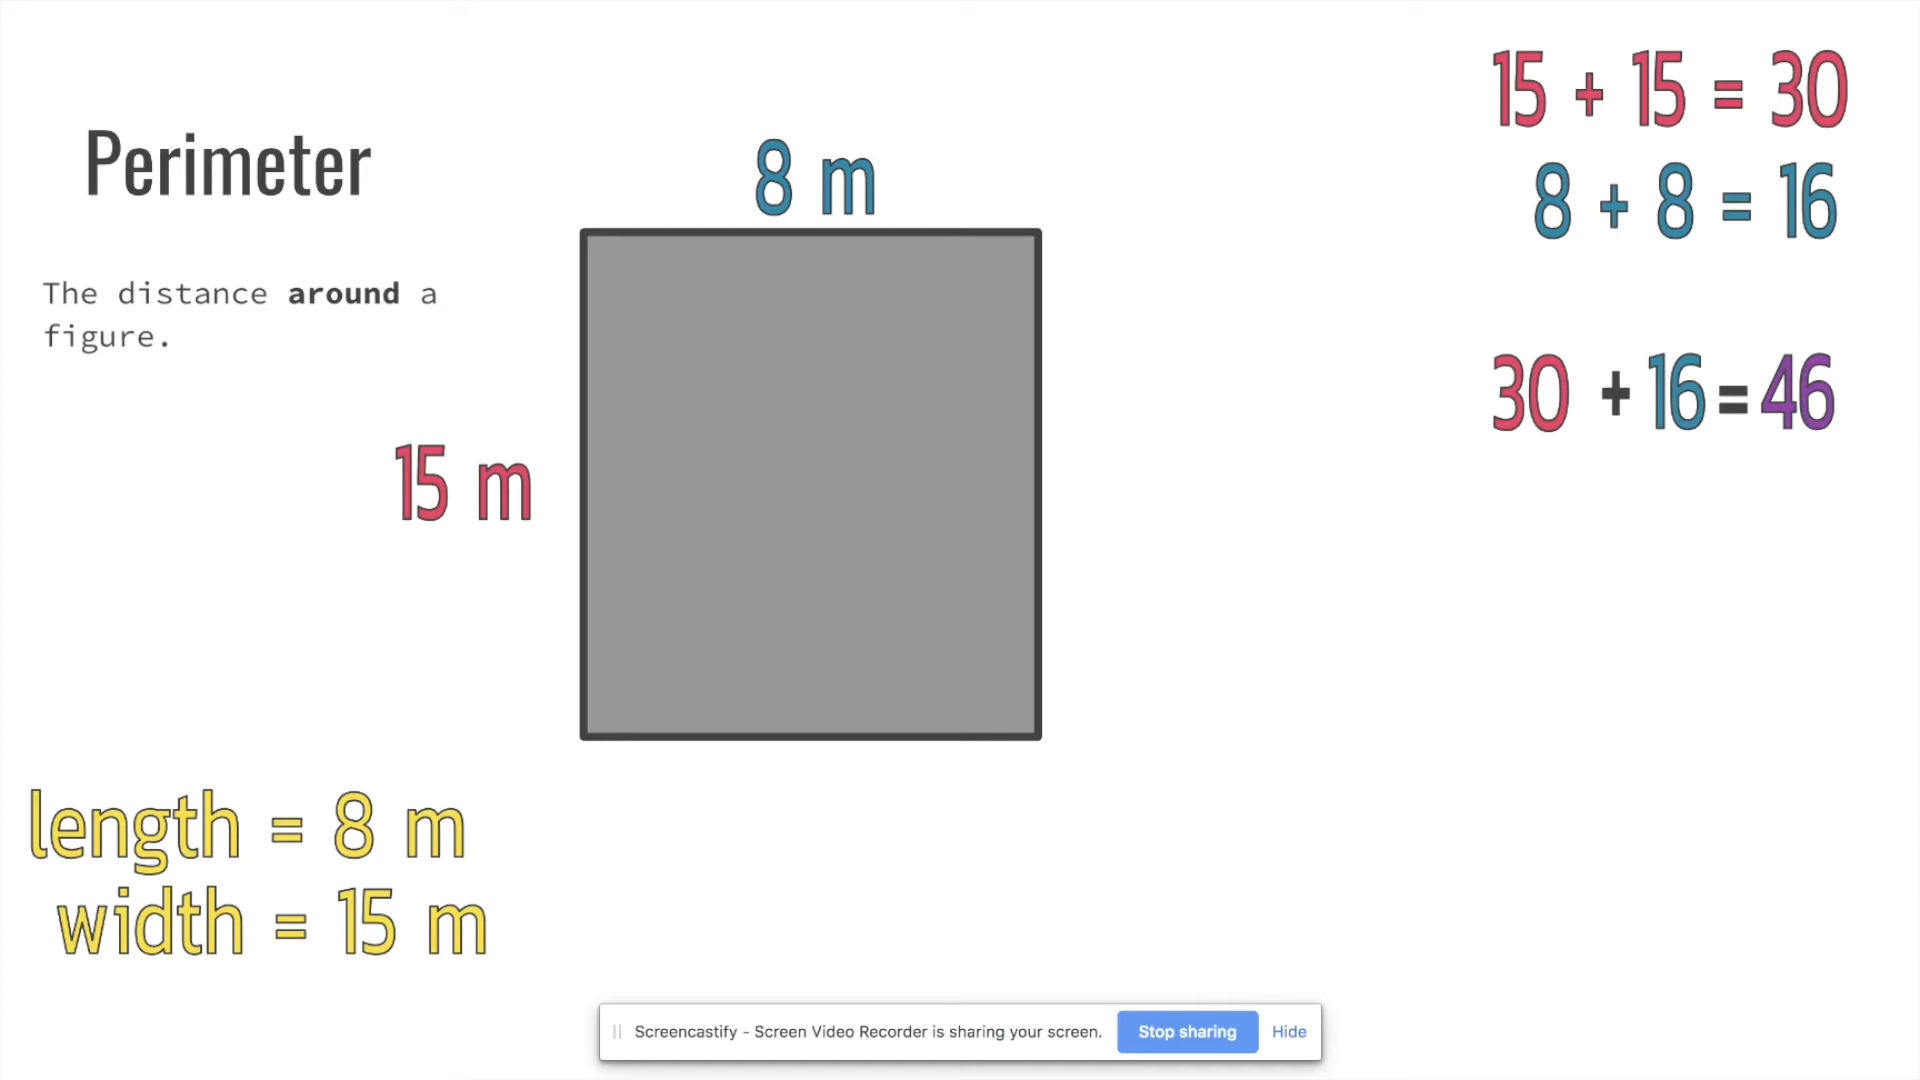 Perimeter
The distance around a
figure.
8 m
15 m
15 + 15 = 30
8 + 8 = 16
30 + 16 = 46
length = 8 m
width = 15 m
Screencastify - Screen Video Recorder is sharing your screen. Stop sharing Hide